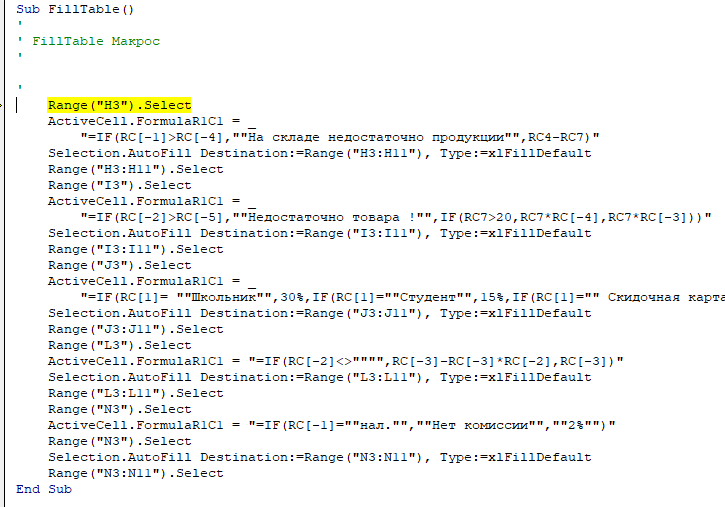 Sub FillTable()
'
' FillTable Макрос
'
'
Range("H3").Select
ActiveCell.FormulaR1C1 = _
"=IF(RC[-1]>RC[-4],""На складе недостаточно продукции"",RC4-RC7)"
Selection.AutoFill Destination:=Range("H3:H11"), Type:=xlFillDefault
Range("H3:H11").Select
Range("I3").Select
ActiveCell.FormulaR1C1 = _
"=IF(RC[-2]>RC[-5],""Недостаточно товара !"",IF(RC7>20,RC7*RC[-4],RC7*RC[-3]))"
Selection.AutoFill Destination:=Range("I3:I11"), Type:=xlFillDefault
Range("I3:I11").Select
Range("J3").Select
ActiveCell.FormulaR1C1 = _
"=IF(RC[1]= ""Школьник"",30%,IF(RC[1]=""Студент"",15%,IF(RC[1]="" Скидочная карта
Selection.AutoFill Destination:=Range("J3:J11"), Type:=xlFillDefault
Range("J3:J11").Select
Range("L3").Select
ActiveCell.FormulaR1C1 = "=IF(RC[-2]<>"""",RC[-3]-RC[-3]*RC[-2],RC[-3])"
Selection.AutoFill Destination:=Range("L3:L11"), Type:=xlFillDefault
Range("L3:L11").Select
Range("N3").Select
ActiveCell.FormulaR1C1 = "=IF(RC[-1]=""нал."",""Нет комиссии"",""2%"")"
Range("N3").Select
Selection.AutoFill Destination:=Range("N3:N11"), Type:=xlFillDefault
Range("N3:N11").Select
End Sub